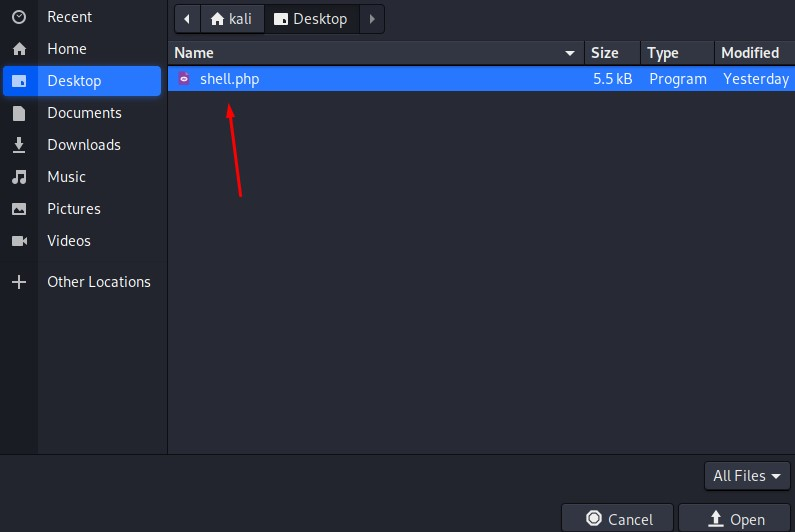 Recent
Home
Desktop
Documents
Downloads
Music
Pictures
Videos
Other Locations
kali Desktop
Name Size Type Modified
shell.php 5.5 kB Program Yesterday
All Files
Cancel Open